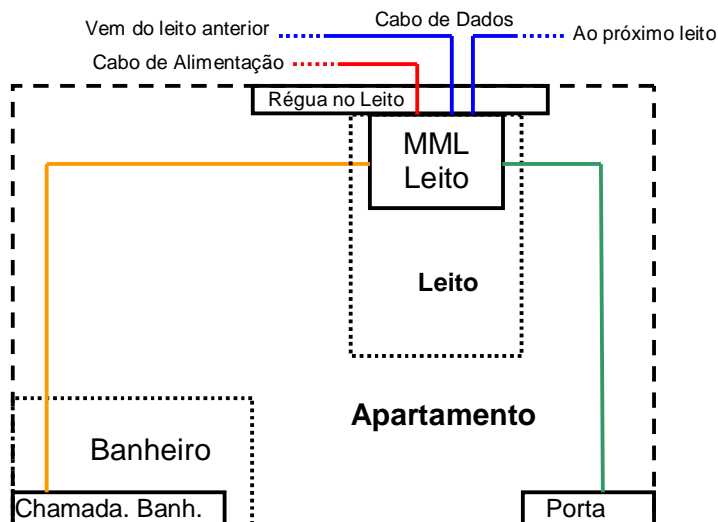 Cabo de Dados
Vem do leito anterior
Ao próximo leito
Cabo de Alimentação
Régua no Leito
MML
Leito
Leito
Apartamento
Banheiro
Chamada. Banh.
Porta